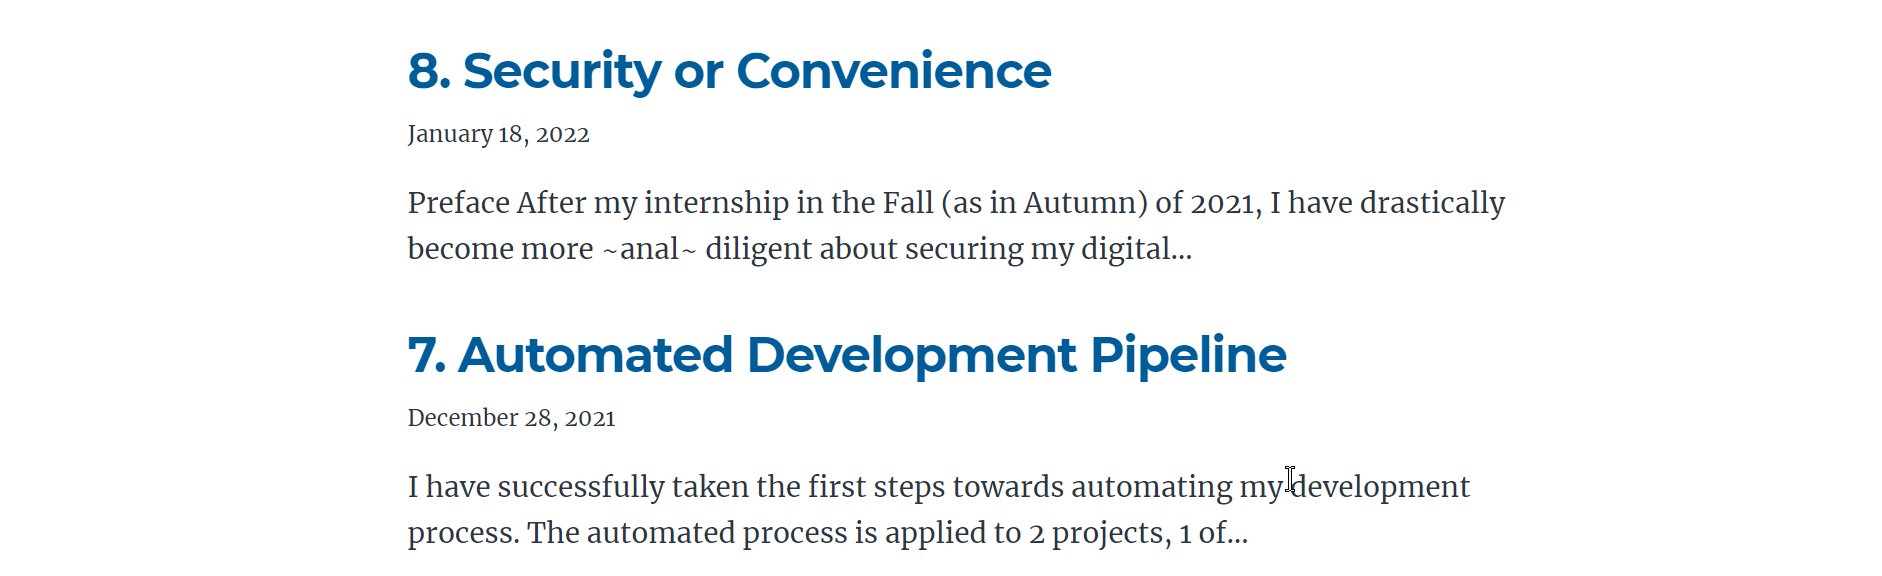 8. Security or Convenience
January 18, 2022
Preface After my internship in the Fall (as in Autumn) of 2021, I have drastically
become more ~anal~ diligent about securing my digital...
7. Automated Development Pipeline
December 28, 2021
I have successfully taken the first steps towards automating my development
process. The automated process is applied to 2 projects, 1 of...